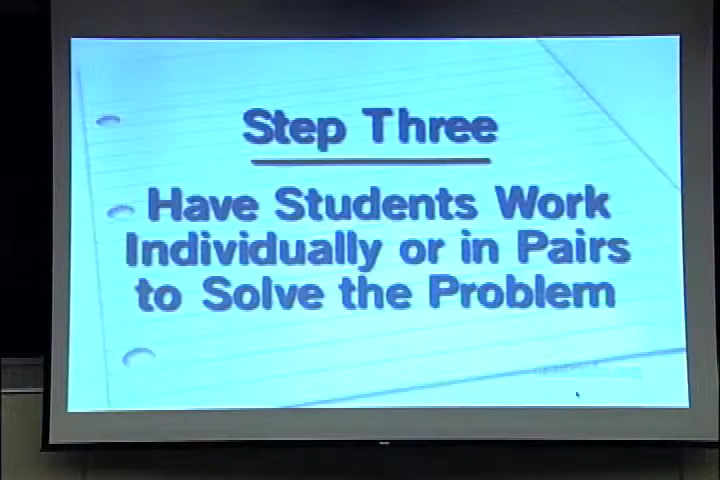 Step Three
Have Students Work
Individually or in Pairs
to Solve the Problem